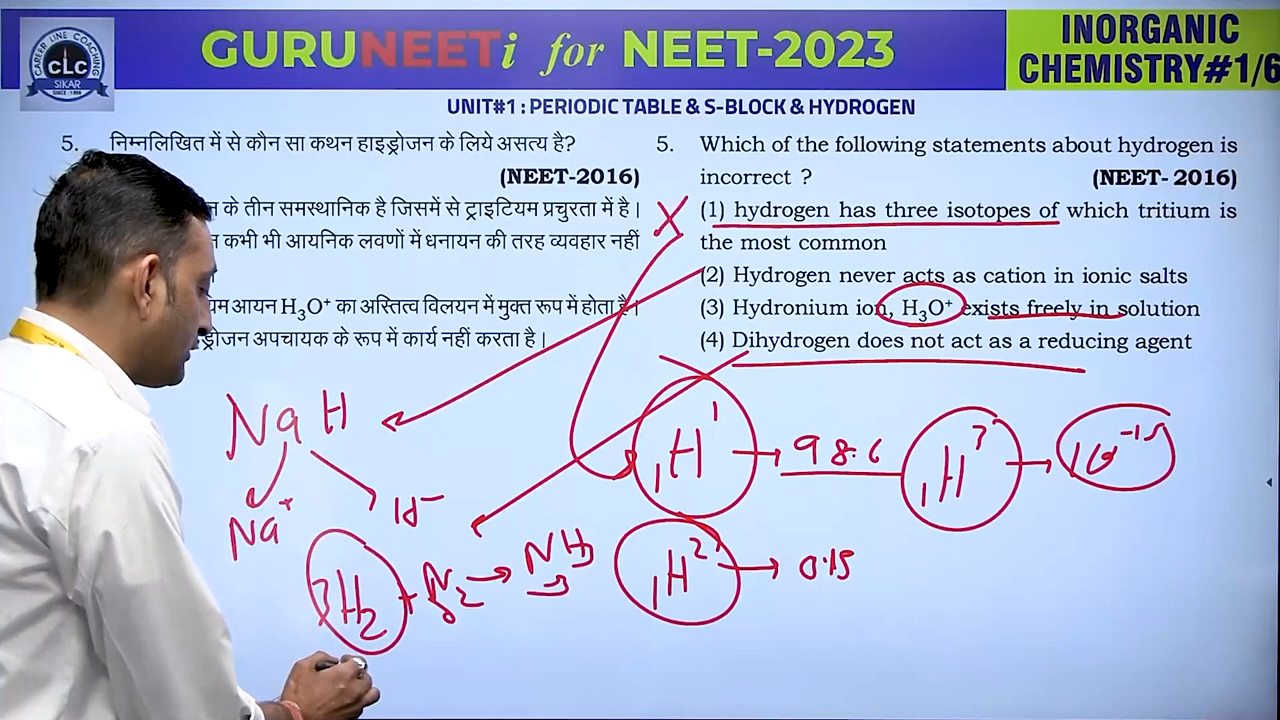 CAREER LINE COACHING
CLC
SIKAR
SINCE : 1996
GURUNEETi for NEET-2023
INORGANIC
CHEMISTRY#1/6
UNIT#1 : PERIODIC TABLE & S-BLOCK & HYDROGEN
5. निम्नलिखित में से कौन सा कथन हाइड्रोजन के लिये असत्य है?
(NEET-2016)
के तीन समस्थानिक है जिसमें से ट्राइटियम प्रचुरता में है।
कभी भी आयनिक लवणों में धनायन की तरह व्यवहार नहीं
आयन H₃O⁺ का अस्तित्व विलयन में मुक्त रूप में होता है।
अपचायक के रूप में कार्य नहीं करता है।
5. Which of the following statements about hydrogen is
incorrect ? (NEET- 2016)
(1) hydrogen has three isotopes of which tritium is
the most common
(2) Hydrogen never acts as cation in ionic salts
(3) Hydronium ion, H₃O⁺ exists freely in solution
(4) Dihydrogen does not act as a reducing agent
NaH
Na⁺ H⁻
3H₂ + N₂ → NH₃
₁H¹ → 98.6
₁H³ → 10⁻¹⁵
₁H² → 0.15